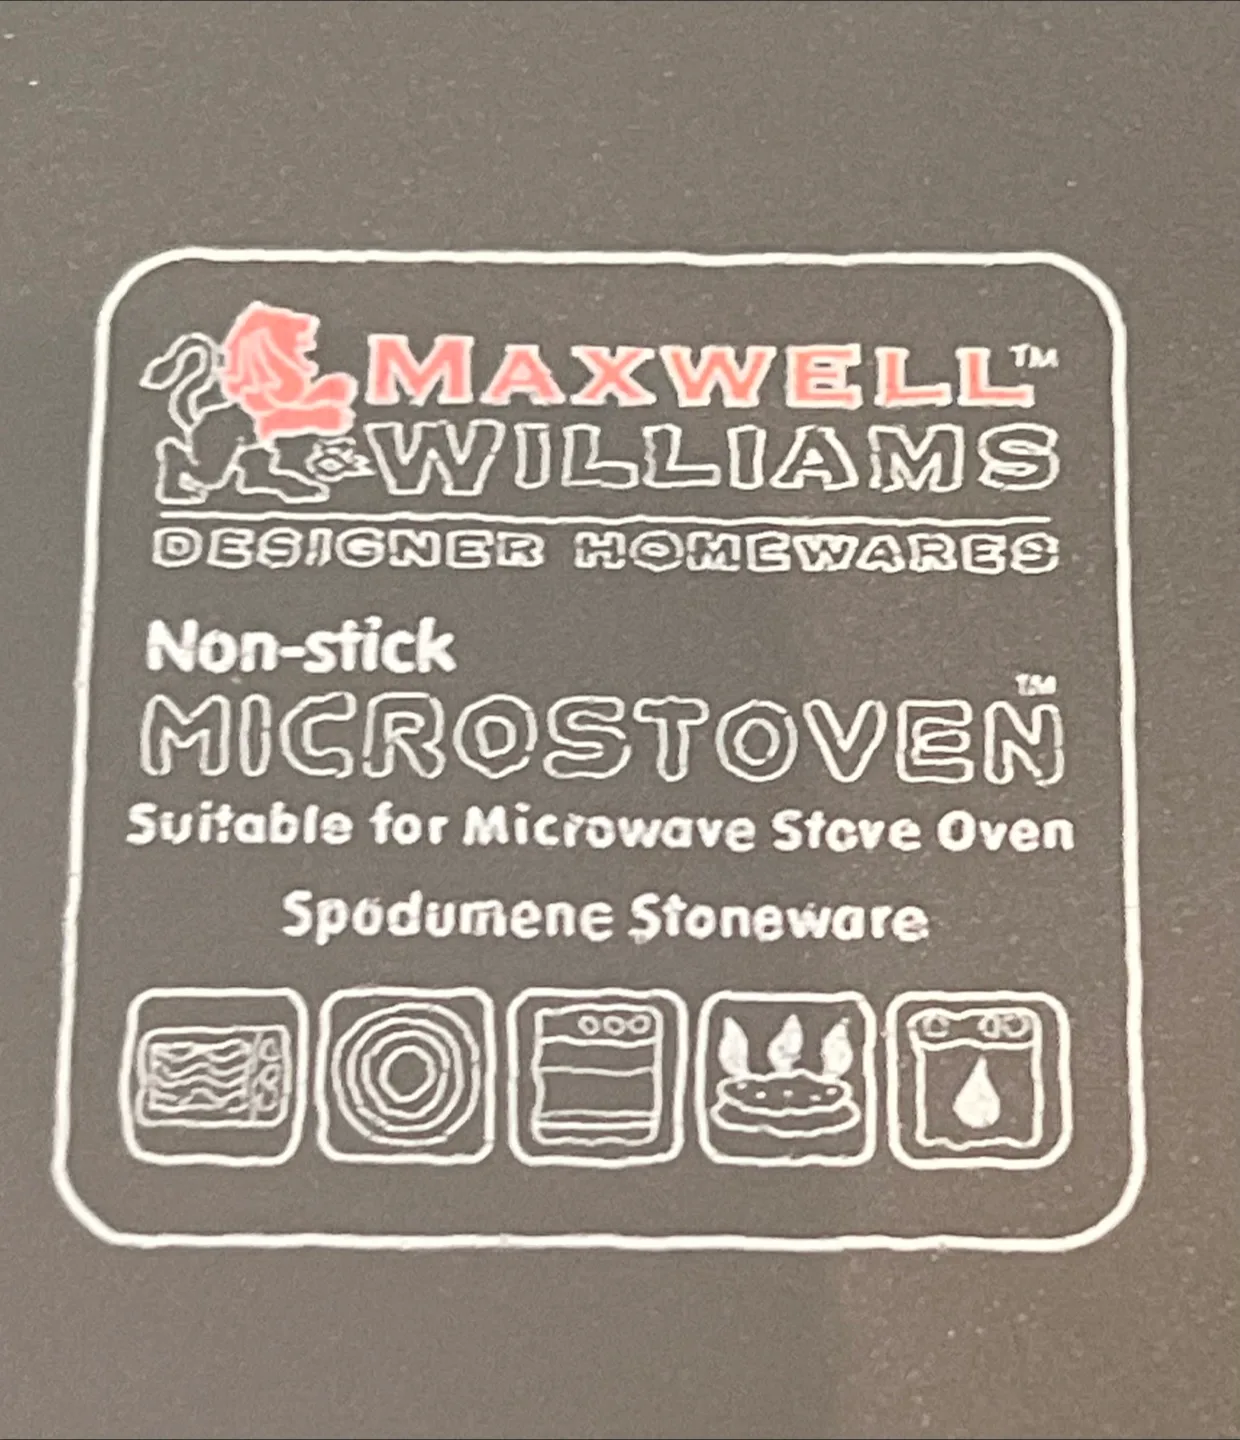 MAXWELL™
& WILLIAMS
DESIGNER HOMEWARES
Non-stick
MICROSTOVEN™
Suitable for Microwave Stove Oven
Spodumene Stoneware